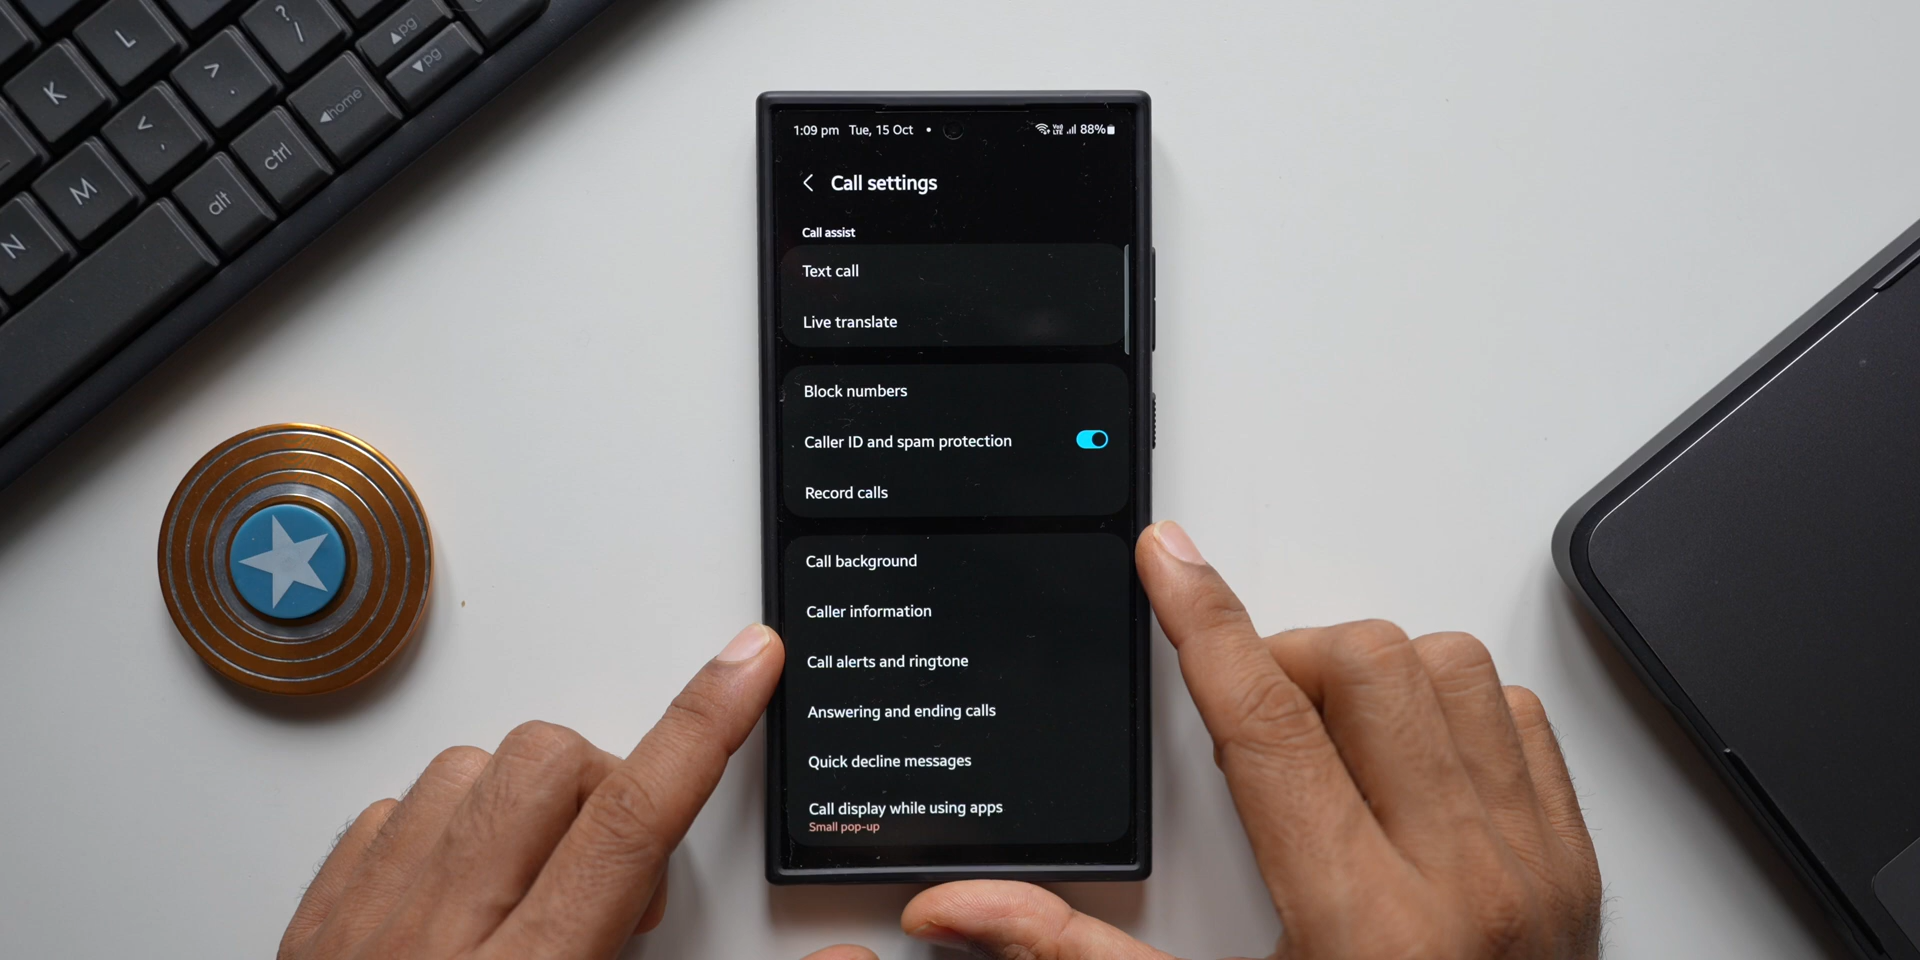 L
? /
▲pg
K
> .
▼pg
< ,
◀home
M
ctrl
N
alt
1:09 pm Tue, 15 Oct • 88%
Call settings
Call assist
Text call
Live translate
Block numbers
Caller ID and spam protection
Record calls
Call background
Caller information
Call alerts and ringtone
Answering and ending calls
Quick decline messages
Call display while using apps
Small pop-up